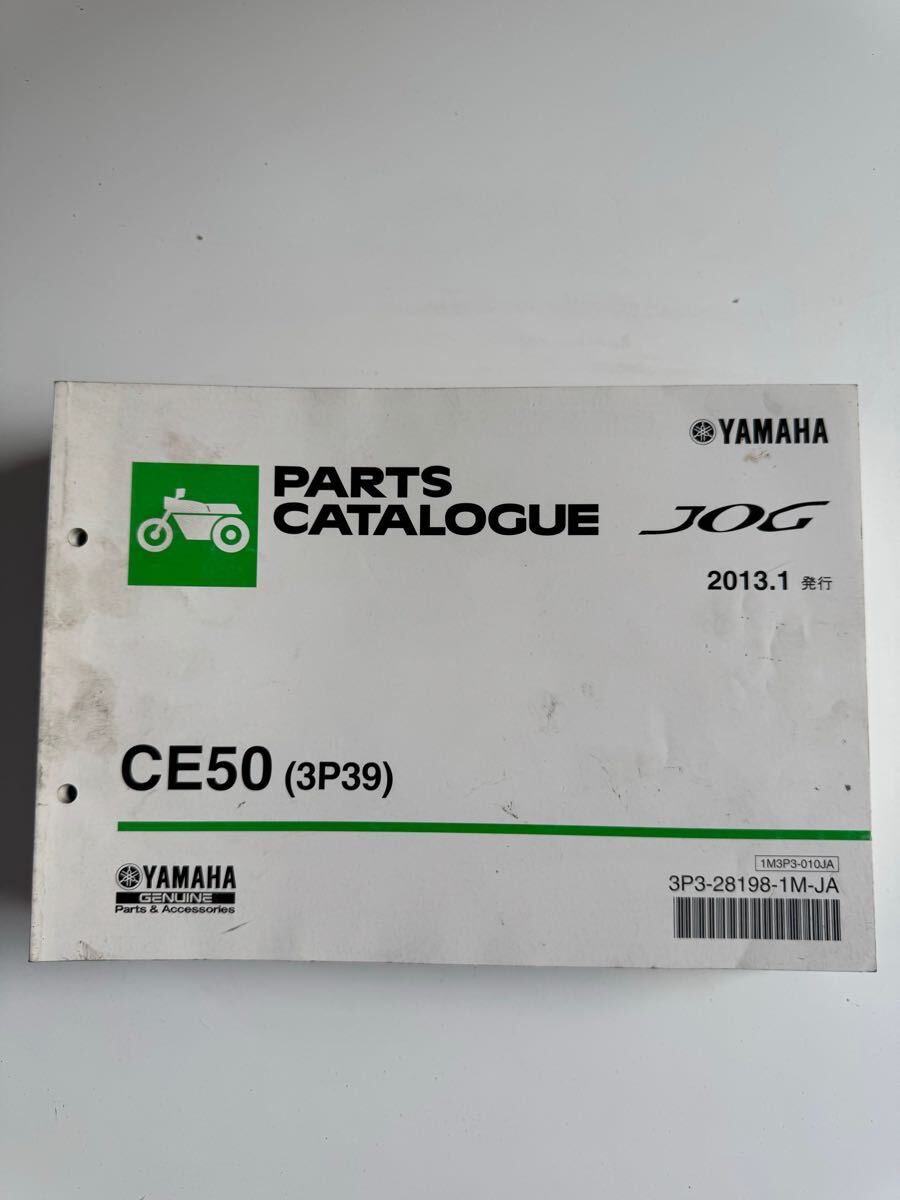 YAMAHA
PARTS
CATALOGUE
JOG
2013.1 発行
CE50 (3P39)
YAMAHA
GENUINE
Parts & Accessories
1M3P3-010JA
3P3-28198-1M-JA